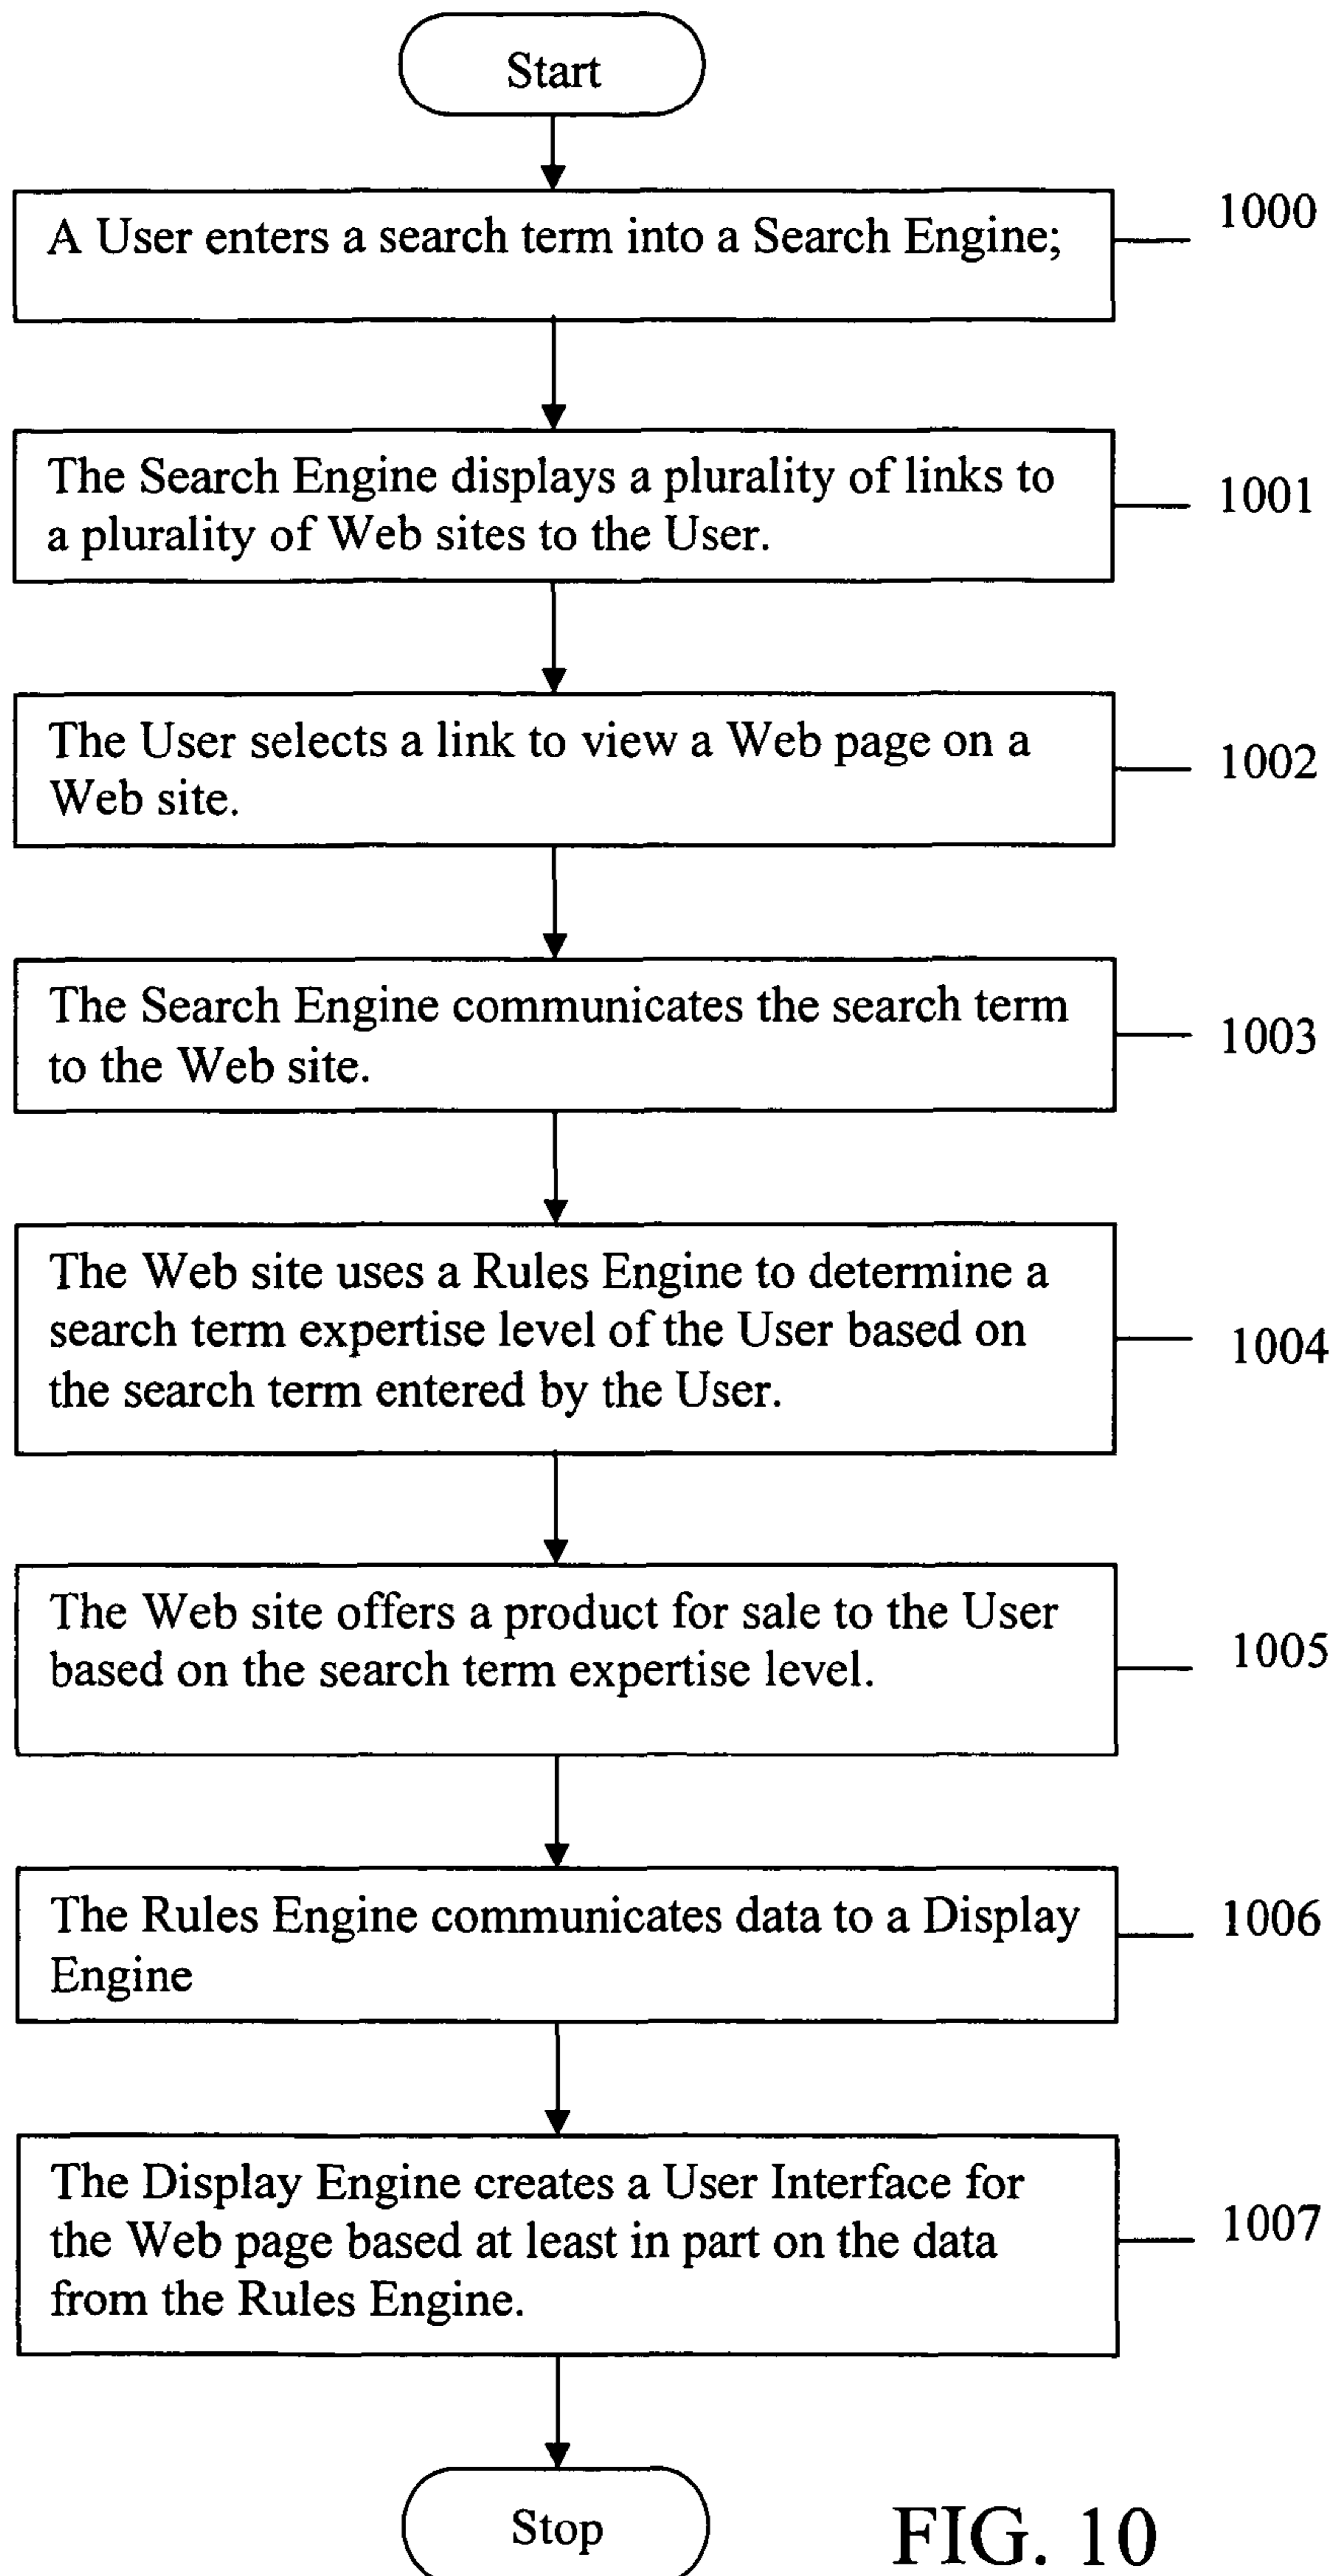 Start
A User enters a search term into a Search Engine;
1000
The Search Engine displays a plurality of links to
a plurality of Web sites to the User.
1001
The User selects a link to view a Web page on a
Web site.
1002
The Search Engine communicates the search term
to the Web site.
1003
The Web site uses a Rules Engine to determine a
search term expertise level of the User based on
the search term entered by the User.
1004
The Web site offers a product for sale to the User
based on the search term expertise level.
1005
The Rules Engine communicates data to a Display
Engine
1006
The Display Engine creates a User Interface for
the Web page based at least in part on the data
from the Rules Engine.
1007
Stop
FIG. 10